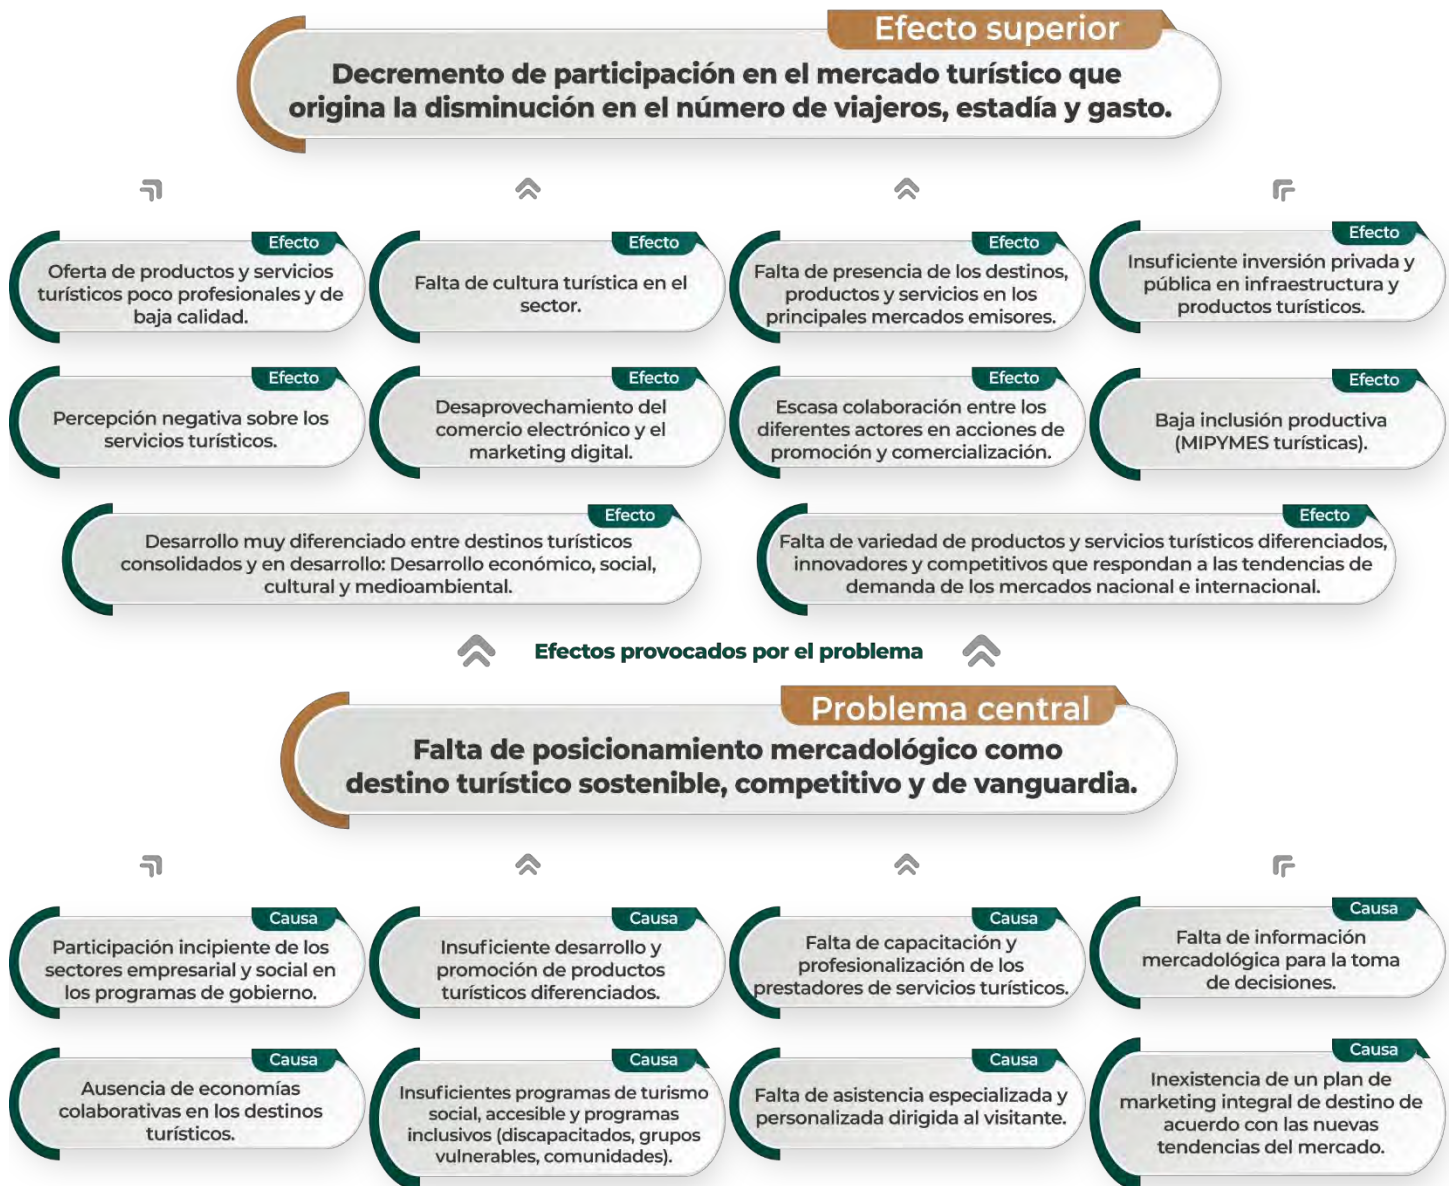 Efecto superior
Decremento de participación en el mercado turístico que
origina la disminución en el número de viajeros, estadía y gasto.
Efecto
Oferta de productos y servicios
turísticos poco profesionales y de
baja calidad.
Efecto
Falta de cultura turística en el
sector.
Efecto
Falta de presencia de los destinos,
productos y servicios en los
principales mercados emisores.
Efecto
Insuficiente inversión privada y
pública en infraestructura y
productos turísticos.
Efecto
Percepción negativa sobre los
servicios turísticos.
Efecto
Desaprovechamiento del
comercio electrónico y el
marketing digital.
Efecto
Escasa colaboración entre los
diferentes actores en acciones de
promoción y comercialización.
Efecto
Baja inclusión productiva
(MIPYMES turísticas).
Efecto
Desarrollo muy diferenciado entre destinos turísticos
consolidados y en desarrollo: Desarrollo económico, social,
cultural y medioambiental.
Efecto
Falta de variedad de productos y servicios turísticos diferenciados,
innovadores y competitivos que respondan a las tendencias de
demanda de los mercados nacional e internacional.
Efectos provocados por el problema
Problema central
Falta de posicionamiento mercadológico como
destino turístico sostenible, competitivo y de vanguardia.
Causa
Participación incipiente de los
sectores empresarial y social en
los programas de gobierno.
Causa
Insuficiente desarrollo y
promoción de productos
turísticos diferenciados.
Causa
Falta de capacitación y
profesionalización de los
prestadores de servicios turísticos.
Causa
Falta de información
mercadológica para la toma
de decisiones.
Causa
Ausencia de economías
colaborativas en los destinos
turísticos.
Causa
Insuficientes programas de turismo
social, accesible y programas
inclusivos (discapacitados, grupos
vulnerables, comunidades).
Causa
Falta de asistencia especializada y
personalizada dirigida al visitante.
Causa
Inexistencia de un plan de
marketing integral de destino de
acuerdo con las nuevas
tendencias del mercado.